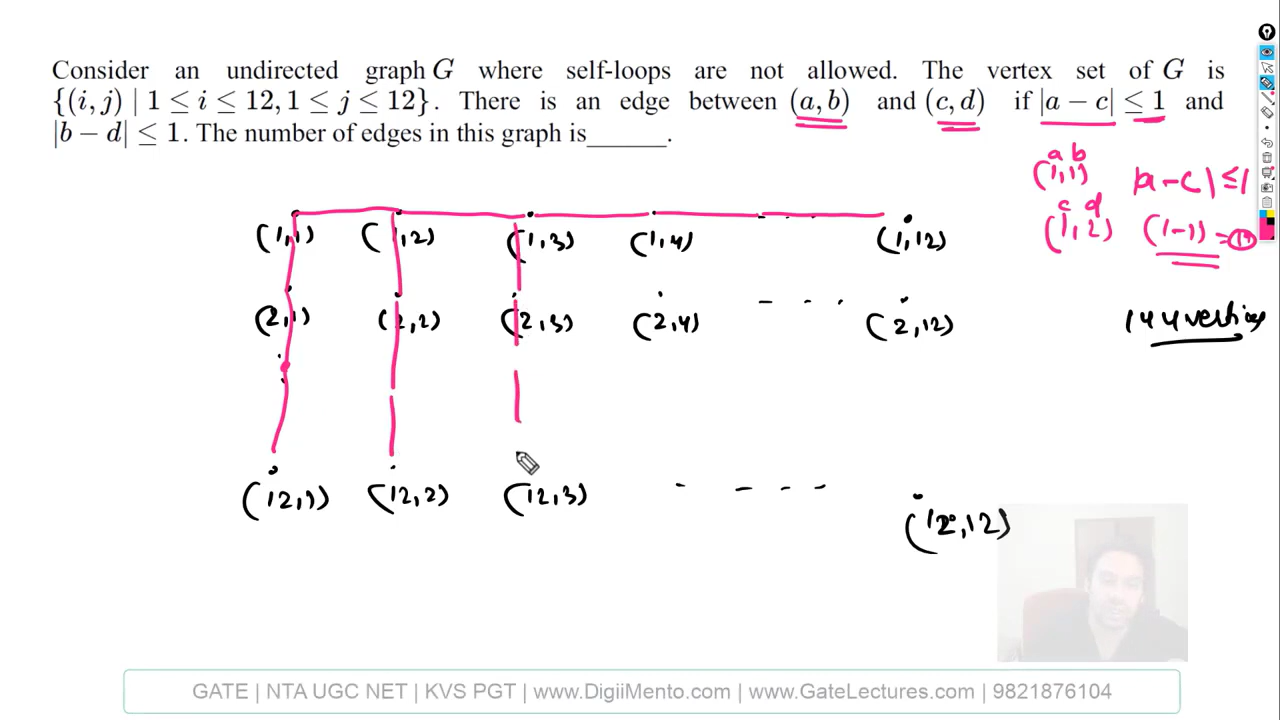 Consider an undirected graph G where self-loops are not allowed. The vertex set of G is
{(i, j) | 1 ≤ i ≤ 12, 1 ≤ j ≤ 12}. There is an edge between (a, b) and (c, d) if |a − c| ≤ 1 and
|b − d| ≤ 1. The number of edges in this graph is______.
a b
(1,1) |a-c| ≤ 1
c d
(1,2) (1-1) =
(1,1) (1,2) (1,3) (1,4) - - - (1,12)
(2,1) (2,2) (2,3) (2,4) - - - (2,12)
144 vertices
(12,1) (12,2) (12,3) - - - - (12,12)
GATE | NTA UGC NET | KVS PGT | www.DigiiMento.com | www.GateLectures.com | 9821876104